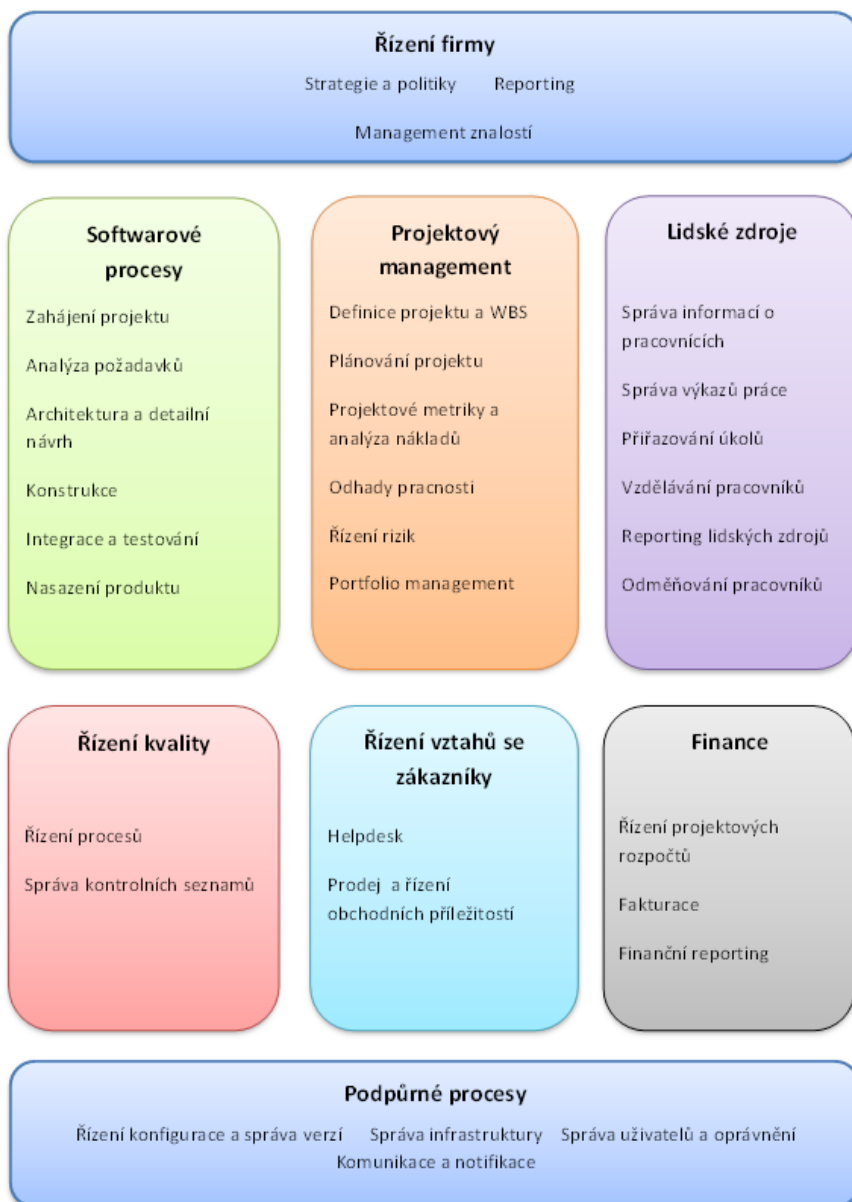 Řízení firmy
Strategie a politiky Reporting
Management znalostí
Softwarové
procesy
Zahájení projektu
Analýza požadavků
Architektura a detailní
návrh
Konstrukce
Integrace a testování
Nasazení produktu
Projektový
management
Definice projektu a WBS
Plánování projektu
Projektové metriky a
analýza nákladů
Odhady pracnosti
Řízení rizik
Portfolio management
Lidské zdroje
Správa informací o
pracovnících
Správa výkazů práce
Přiřazování úkolů
Vzdělávání pracovníků
Reporting lidských zdrojů
Odměňování pracovníků
Řízení kvality
Řízení procesů
Správa kontrolních seznamů
Řízení vztahů se
zákazníky
Helpdesk
Prodej a řízení
obchodních příležitostí
Finance
Řízení projektových
rozpočtů
Fakturace
Finanční reporting
Podpůrné procesy
Řízení konfigurace a správa verzí Správa infrastruktury Správa uživatelů a oprávnění
Komunikace a notifikace